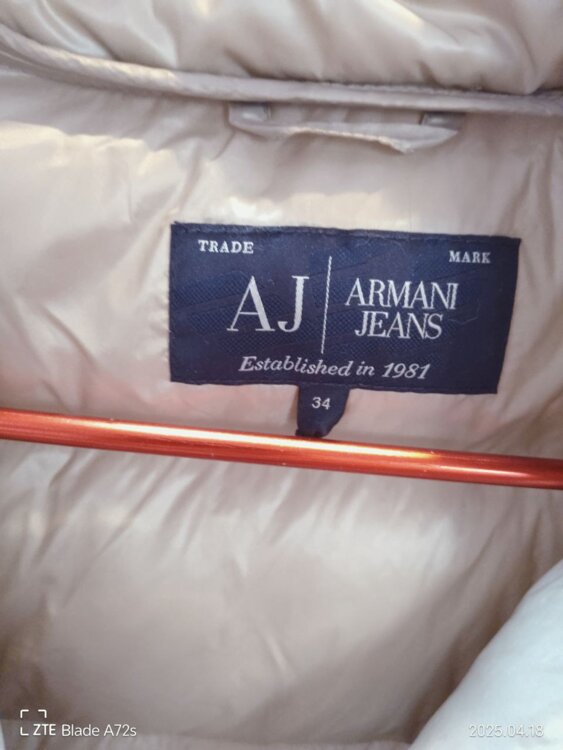 TRADE MARK
AJ ARMANI
JEANS
Established in 1981
34
ZTE Blade A72s 2025.04.18